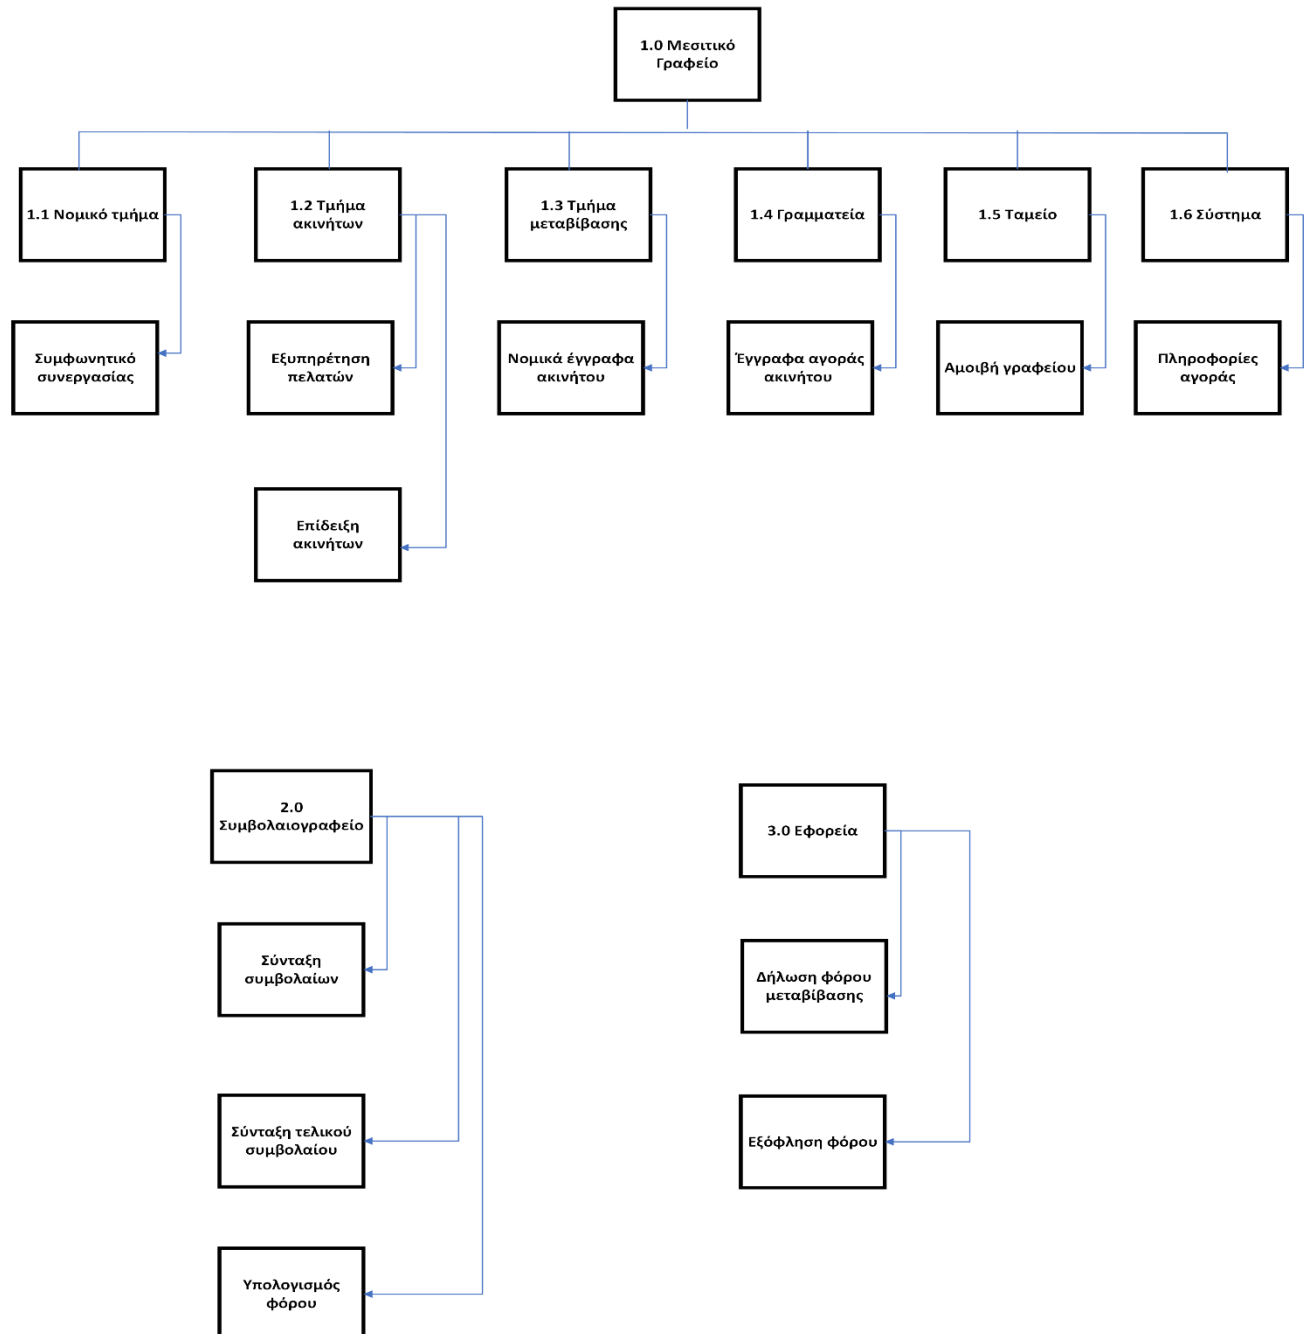 1.0 Μεσιτικό
Γραφείο
1.1 Νομικό τμήμα
1.2 Τμήμα
ακινήτων
1.3 Τμήμα
μεταβίβασης
1.4 Γραμματεία
1.5 Ταμείο
1.6 Σύστημα
Συμφωνητικό
συνεργασίας
Εξυπηρέτηση
πελατών
Νομικά έγγραφα
ακινήτου
Έγγραφα αγοράς
ακινήτου
Αμοιβή γραφείου
Πληροφορίες
αγοράς
Επίδειξη
ακινήτων
2.0
Συμβολαιογραφείο
3.0 Εφορεία
Σύνταξη
συμβολαίων
Δήλωση φόρου
μεταβίβασης
Σύνταξη τελικού
συμβολαίου
Εξόφληση φόρου
Υπολογισμός
φόρου